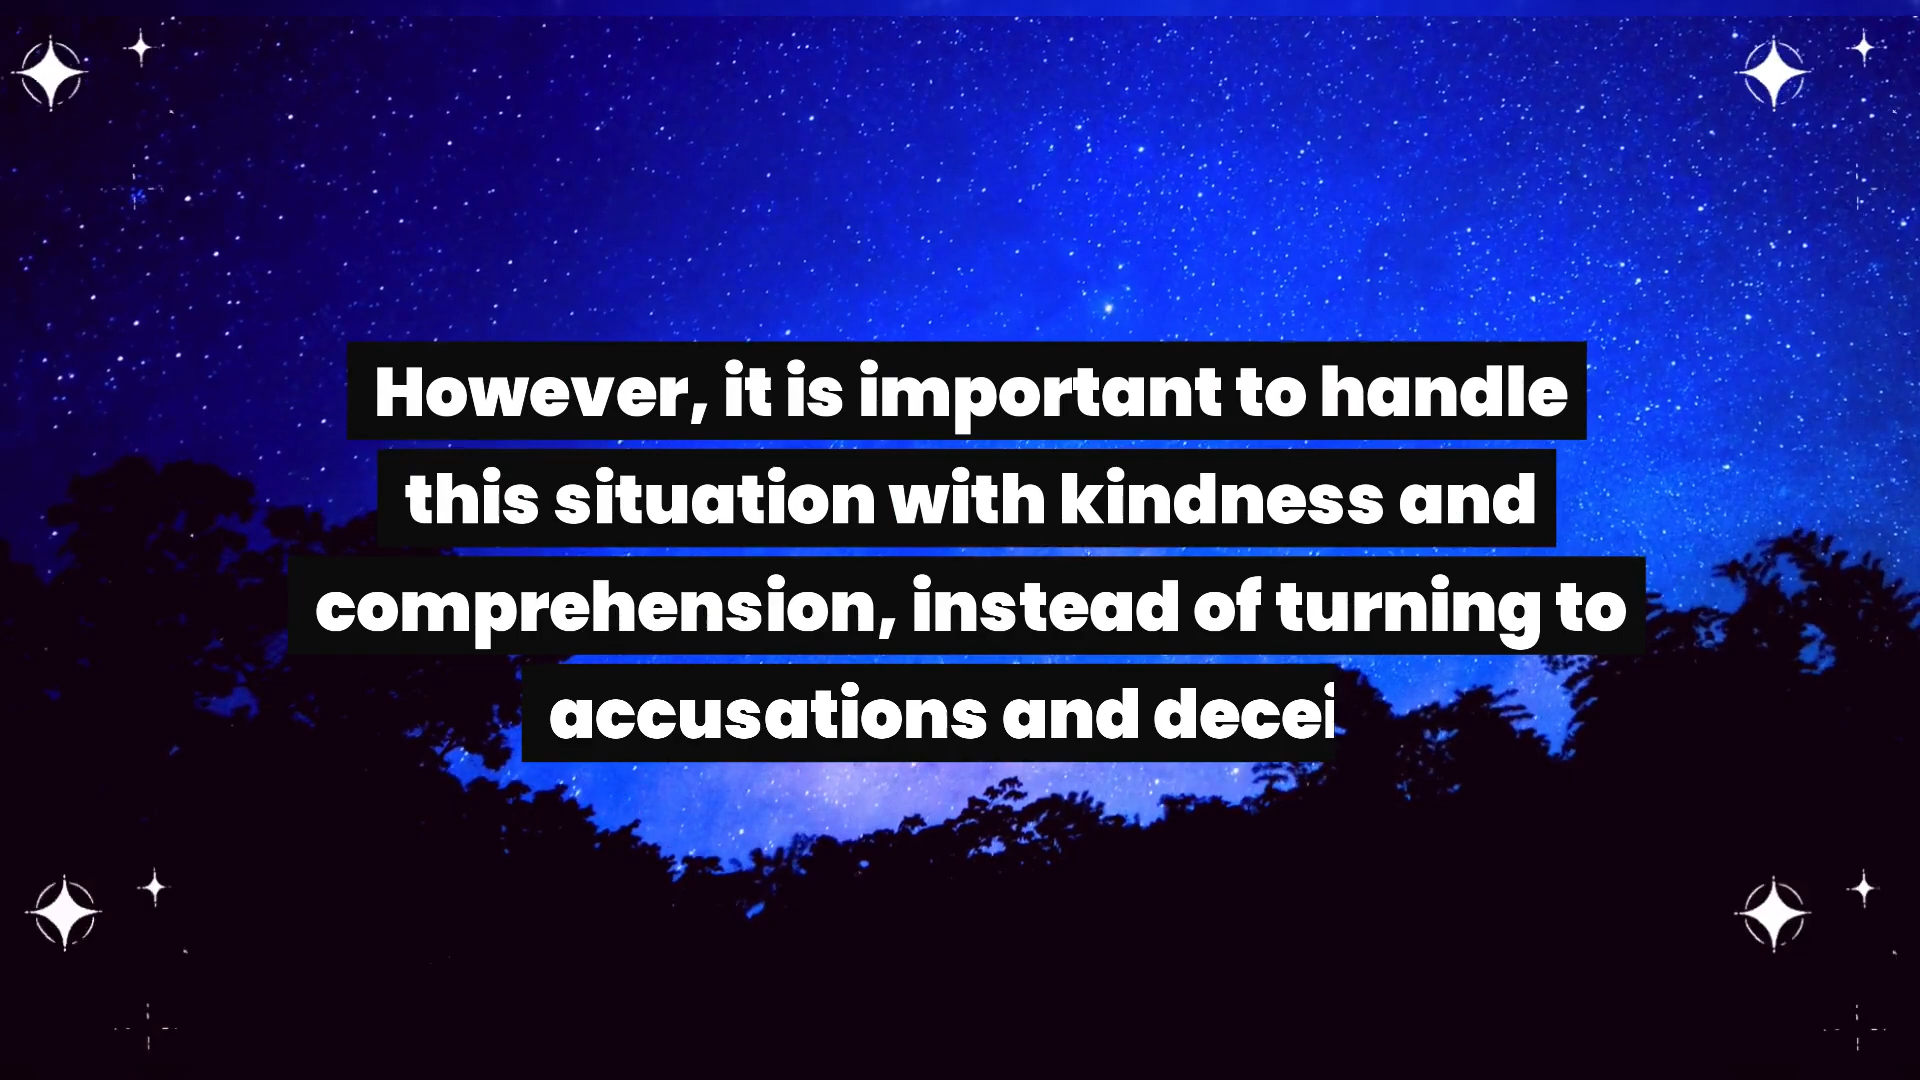 However, it is important to handle
this situation with kindness and
comprehension, instead of turning to
accusations and decei